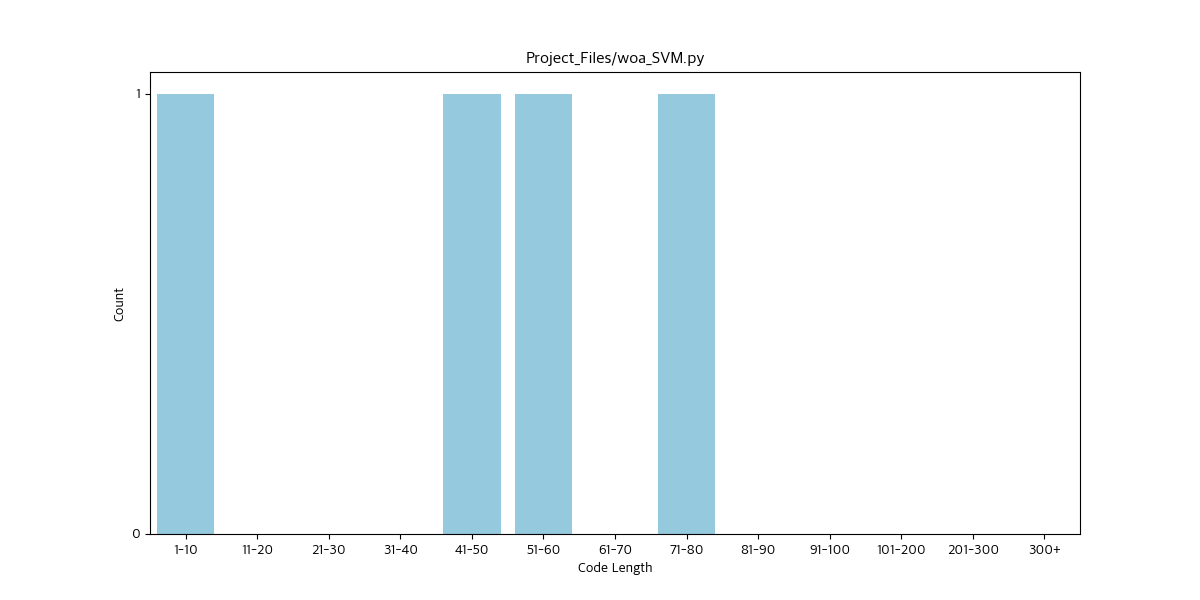 Project_Files/woa_SVM.py
Count
1
0
1-10 11-20 21-30 31-40 41-50 51-60 61-70 71-80 81-90 91-100 101-200 201-300 300+
Code Length